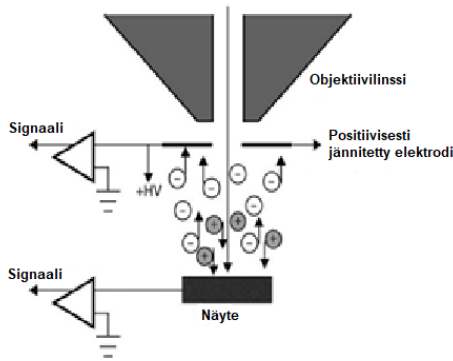 Objektiivilinssi
Signaali
Positiivisesti
jännitetty elektrodi
+HV
Signaali
Näyte